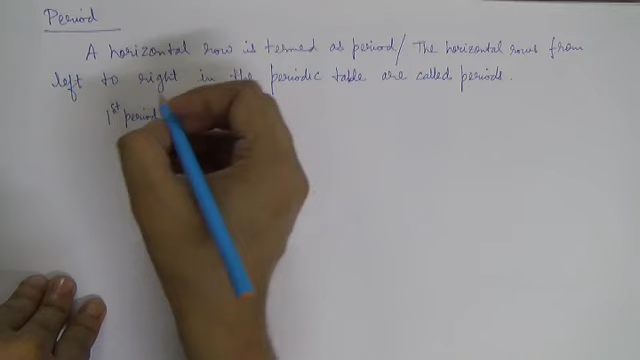 Period
A horizontal row is termed as period/ The horizontal rows from
left to right in the periodic table are called periods.
1st period